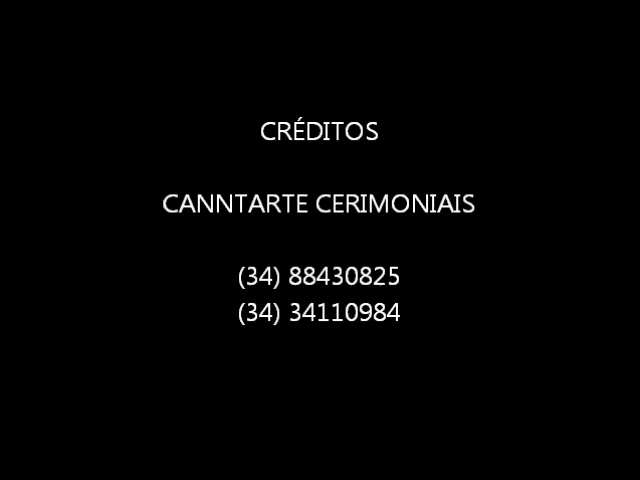 CRÉDITOS
CANNTARTE CERIMONIAIS
(34) 88430825
(34) 34110984